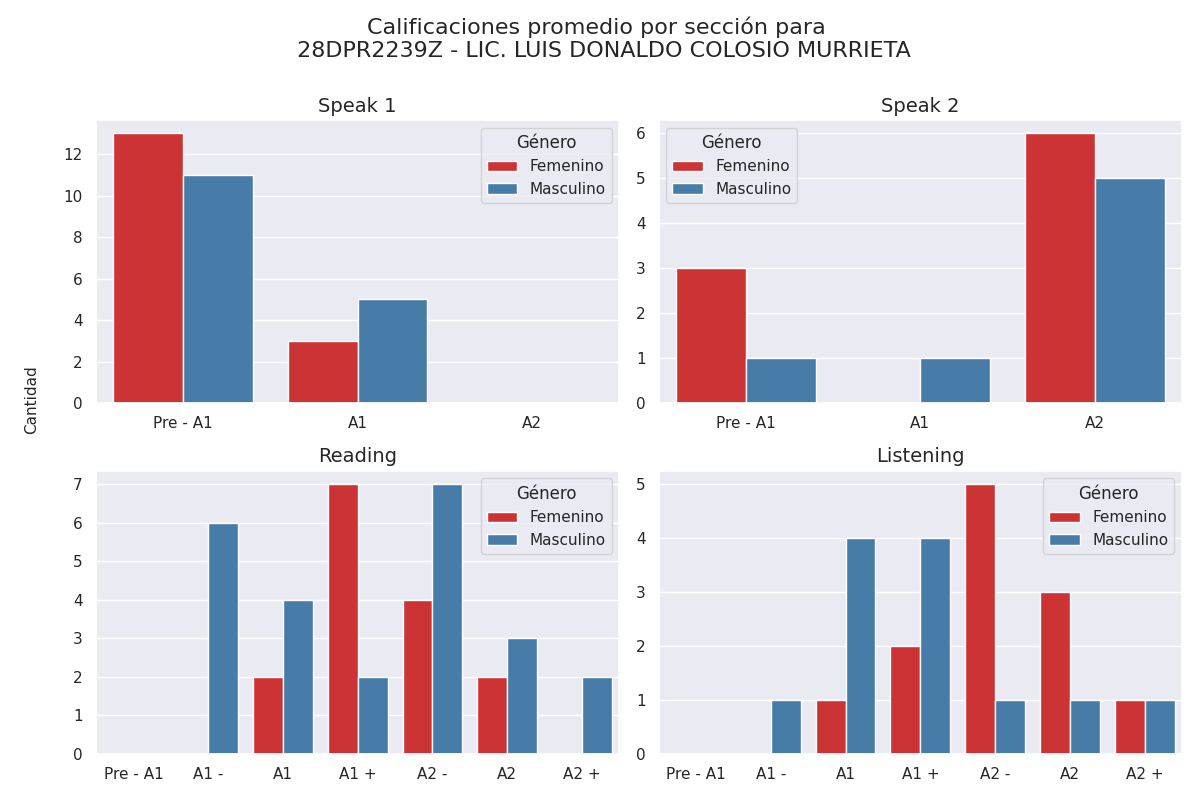 Calificaciones promedio por sección para
28DPR2239Z - LIC. LUIS DONALDO COLOSIO MURRIETA
Cantidad
Speak 1
Género
Femenino
Masculino
12
10
8
6
4
2
0
Pre - A1 A1 A2
Speak 2
Género
Femenino
Masculino
6
5
4
3
2
1
0
Pre - A1 A1 A2
Reading
Género
Femenino
Masculino
7
6
5
4
3
2
1
0
Pre - A1 A1 - A1 A1 + A2 - A2 A2 +
Listening
Género
Femenino
Masculino
5
4
3
2
1
0
Pre - A1 A1 - A1 A1 + A2 - A2 A2 +